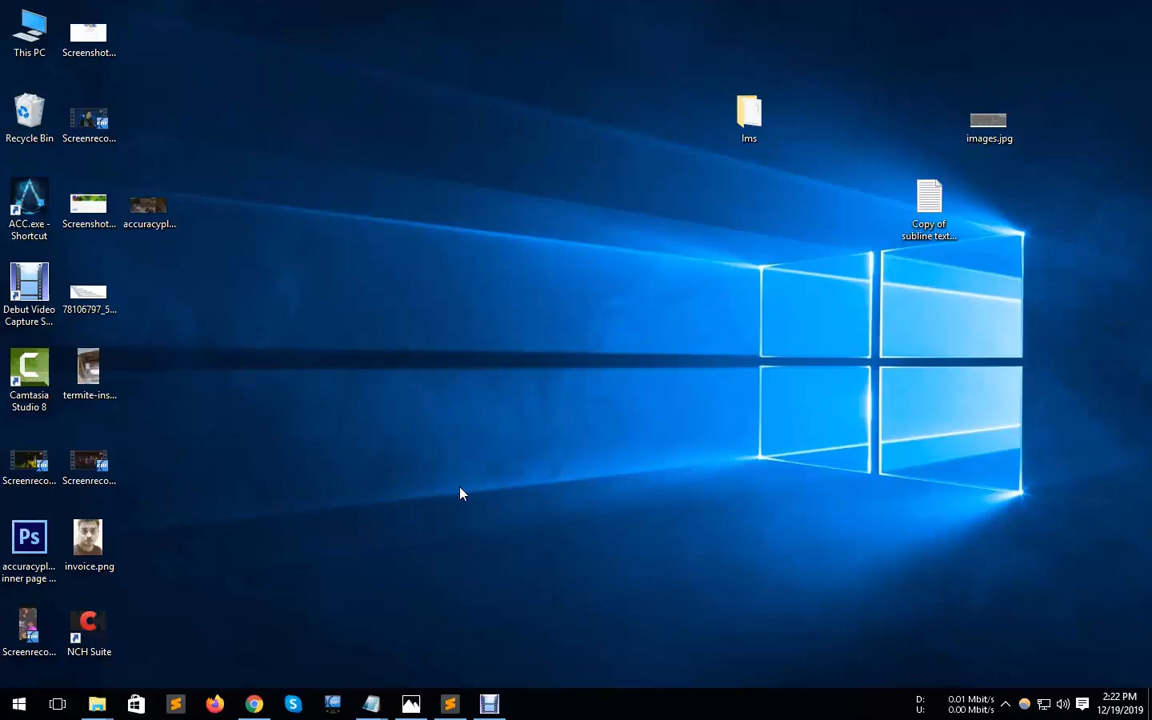 This PC
Screenshot...
Recycle Bin
Screenreco...
lms
images.jpg
ACC.exe -
Shortcut
Screenshot...
accuracypl...
Copy of
subline text...
Debut Video
Capture S...
78106797_5...
Camtasia
Studio 8
termite-ins...
Screenreco...
Screenreco...
Ps
accuracypl...
inner page ...
invoice.png
Screenreco...
NCH Suite
D: 0.01 Mbit/s
U: 0.00 Mbit/s
2:22 PM
12/19/2019